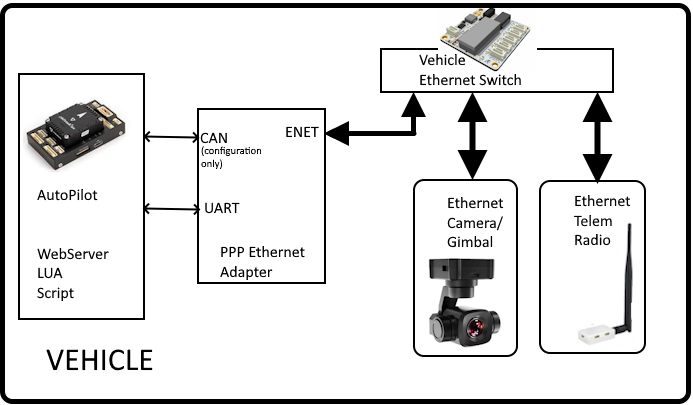 Vehicle
Ethernet Switch
CAN
(configuration
only)
ENET
AutoPilot
UART
Ethernet
Camera/
Gimbal
Ethernet
Telem
Radio
WebServer
LUA
Script
PPP Ethernet
Adapter
VEHICLE